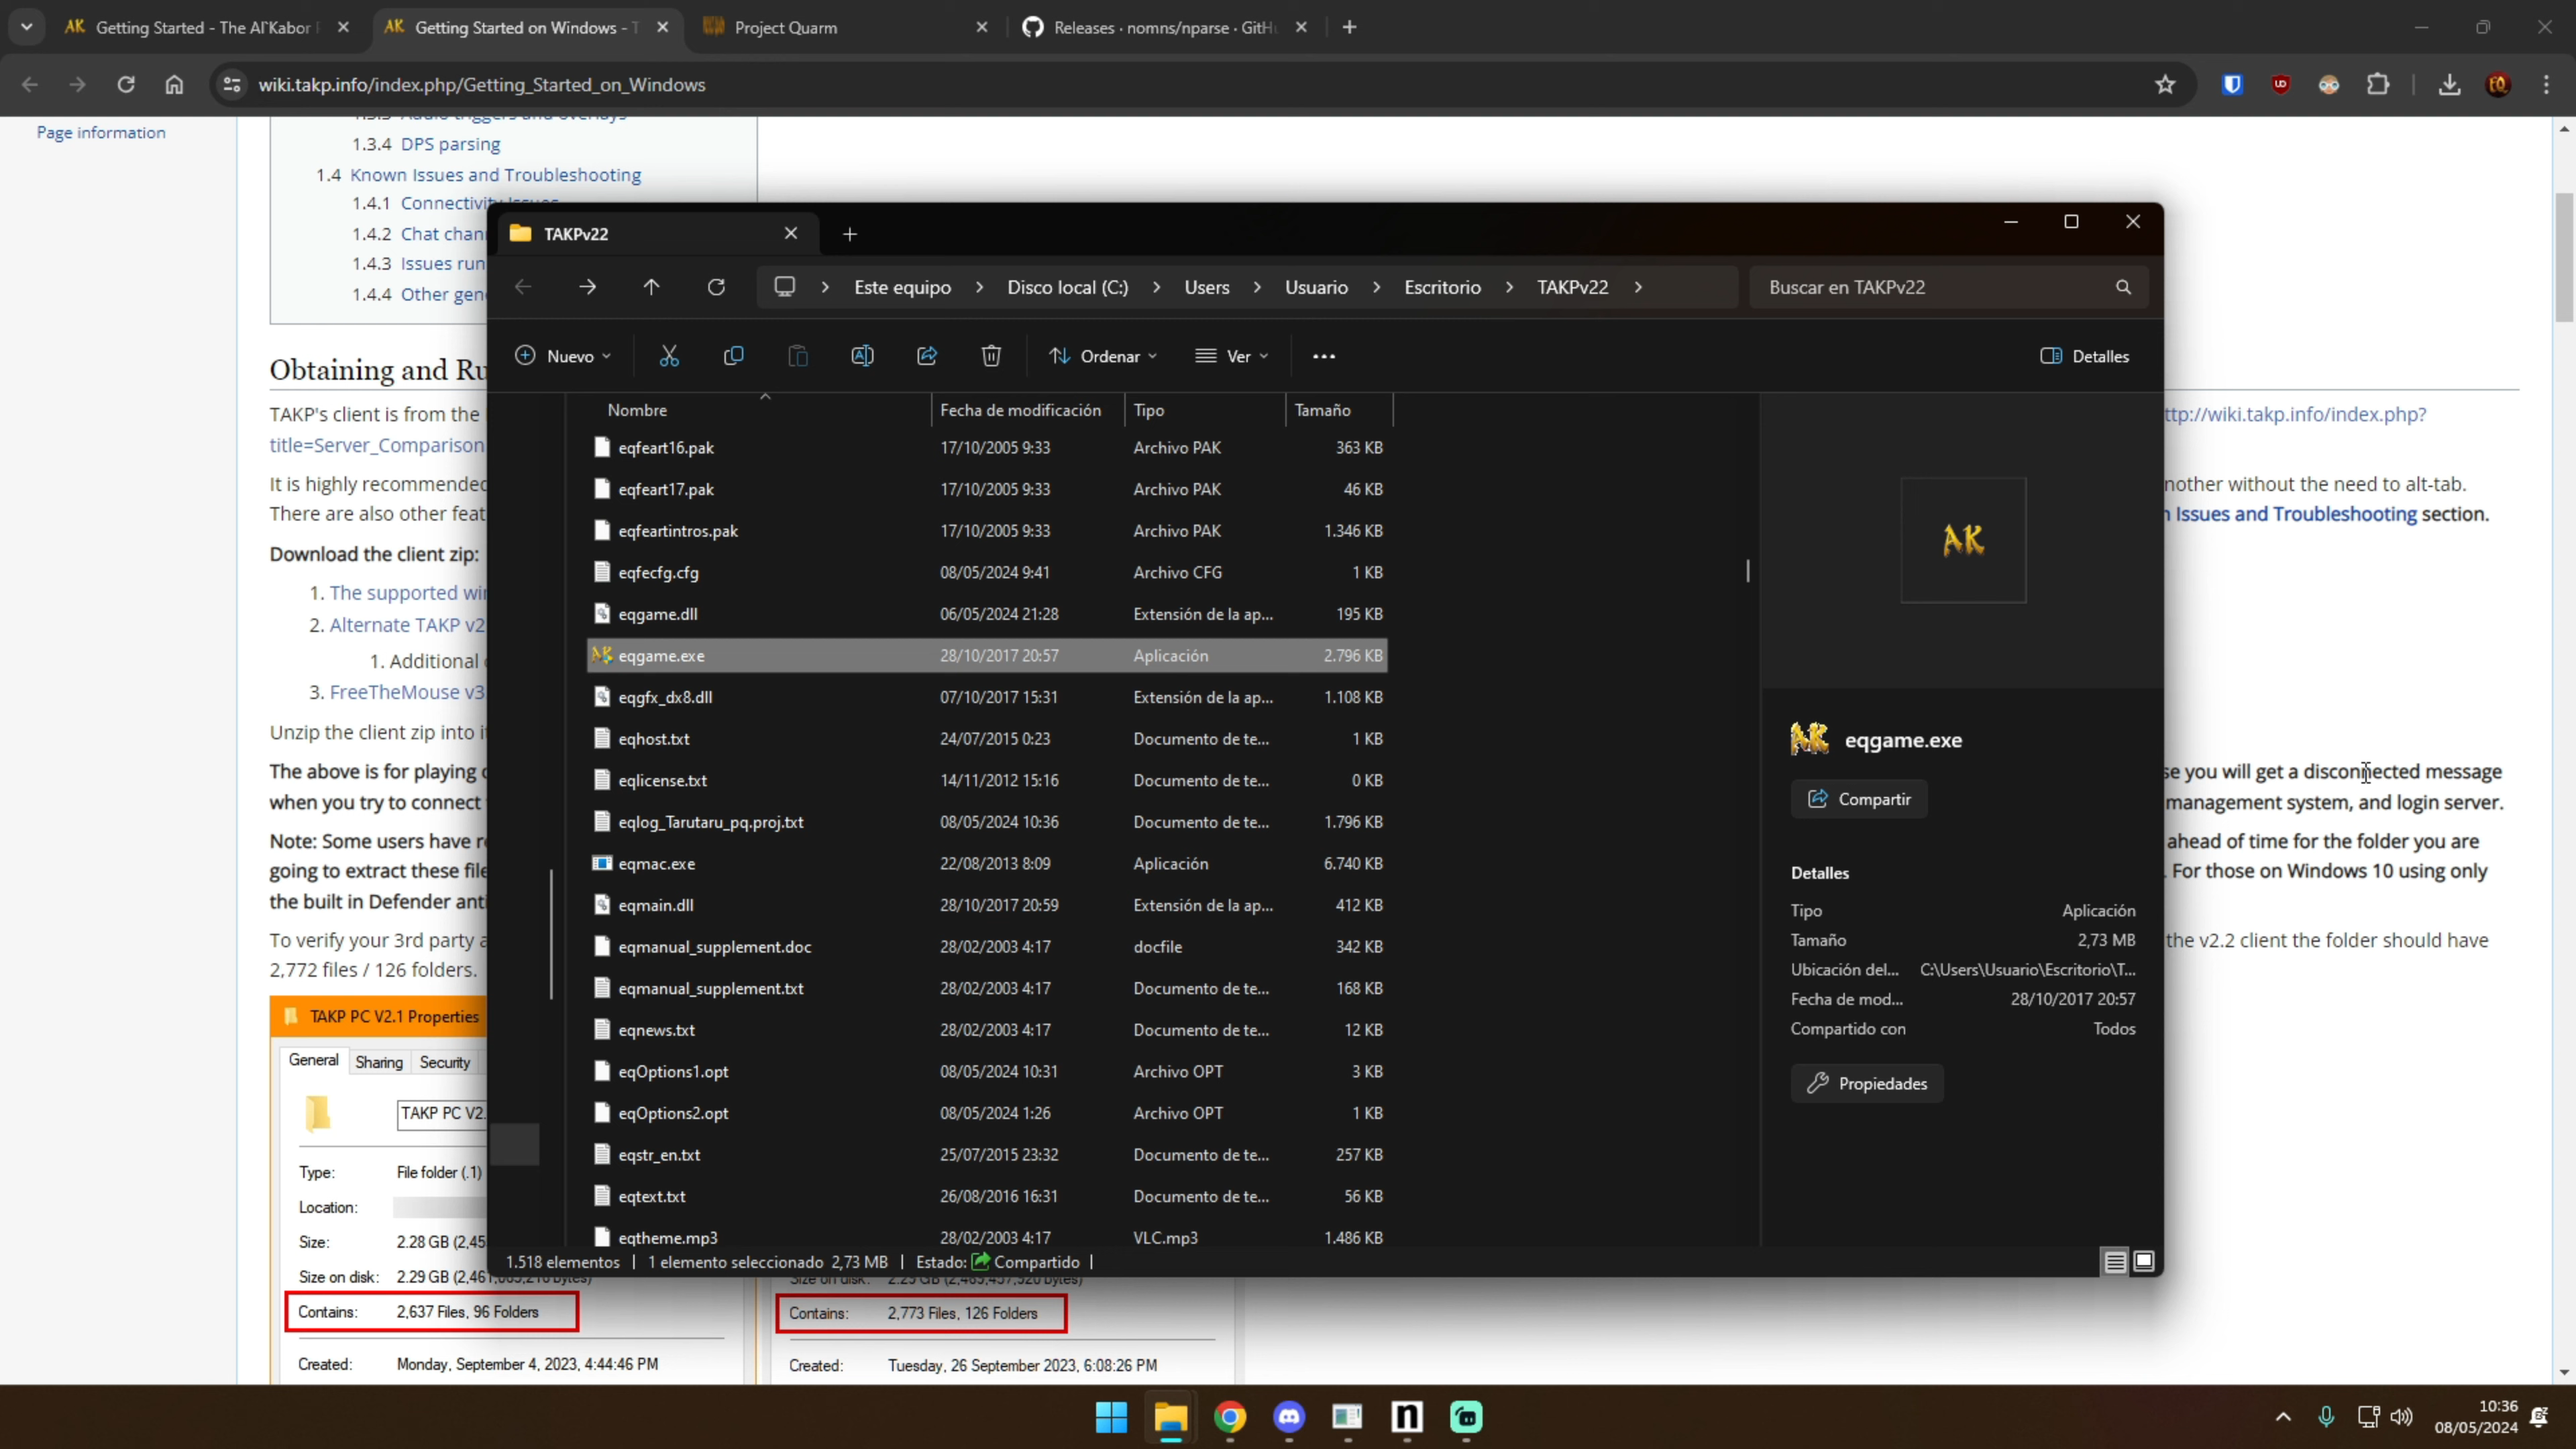 Getting Started - The Al'Kabor
Getting Started on Windows - T
Project Quarm
Releases · nomns/nparse · GitH
wiki.takp.info/index.php/Getting_Started_on_Windows
Page information
1.3.3 Audio triggers and overlays
1.3.4 DPS parsing
1.4 Known Issues and Troubleshooting
1.4.1 Connectivity Issues
1.4.2 Chat chan
1.4.3 Issues run
1.4.4 Other gen
Obtaining and Ru
TAKP's client is from the
ttp://wiki.takp.info/index.php?
title=Server_Comparison
It is highly recommended
nother without the need to alt-tab.
There are also other feat
Issues and Troubleshooting section.
Download the client zip:
1. The supported wi
2. Alternate TAKP v2
1. Additional
3. FreeTheMouse v3
Unzip the client zip into i
The above is for playing
se you will get a disconnected message
when you try to connect
management system, and login server.
Note: Some users have r
ahead of time for the folder you are
going to extract these file
. For those on Windows 10 using only
the built in Defender anti
To verify your 3rd party a
the v2.2 client the folder should have
2,772 files / 126 folders.
TAKP PC V2.1 Properties
General Sharing Security
TAKP PC V2.
Type: File folder (.1)
Location:
Size: 2.28 GB (2,45
Size on disk: 2.29 GB (2,461,
Contains: 2,637 Files, 96 Folders
Created: Monday, September 4, 2023, 4:44:46 PM
Size on disk:
Contains: 2,773 Files, 126 Folders
Created: Tuesday, 26 September 2023, 6:08:26 PM
TAKPv22
Este equipo > Disco local (C:) > Users > Usuario > Escritorio > TAKPv22 >
Buscar en TAKPv22
Nuevo
Ordenar
Ver
Detalles
Nombre Fecha de modificación Tipo Tamaño
eqfeart16.pak 17/10/2005 9:33 Archivo PAK 363 KB
eqfeart17.pak 17/10/2005 9:33 Archivo PAK 46 KB
eqfeartintros.pak 17/10/2005 9:33 Archivo PAK 1.346 KB
eqfecfg.cfg 08/05/2024 9:41 Archivo CFG 1 KB
eqgame.dll 06/05/2024 21:28 Extensión de la ap... 195 KB
eqgame.exe 28/10/2017 20:57 Aplicación 2.796 KB
eqgfx_dx8.dll 07/10/2017 15:31 Extensión de la ap... 1.108 KB
eqhost.txt 24/07/2015 0:23 Documento de te... 1 KB
eqlicense.txt 14/11/2012 15:16 Documento de te... 0 KB
eqlog_Tarutaru_pq.proj.txt 08/05/2024 10:36 Documento de te... 1.796 KB
eqmac.exe 22/08/2013 8:09 Aplicación 6.740 KB
eqmain.dll 28/10/2017 20:59 Extensión de la ap... 412 KB
eqmanual_supplement.doc 28/02/2003 4:17 docfile 342 KB
eqmanual_supplement.txt 28/02/2003 4:17 Documento de te... 168 KB
eqnews.txt 28/02/2003 4:17 Documento de te... 12 KB
eqOptions1.opt 08/05/2024 10:31 Archivo OPT 3 KB
eqOptions2.opt 08/05/2024 1:26 Archivo OPT 1 KB
eqstr_en.txt 25/07/2015 23:32 Documento de te... 257 KB
eqtext.txt 26/08/2016 16:31 Documento de te... 56 KB
eqtheme.mp3 28/02/2003 4:17 VLC.mp3 1.486 KB
1.518 elementos | 1 elemento seleccionado 2,73 MB | Estado: Compartido |
AK
eqgame.exe
Compartir
Detalles
Tipo Aplicación
Tamaño 2,73 MB
Ubicación del... C:\Users\Usuario\Escritorio\T...
Fecha de mod... 28/10/2017 20:57
Compartido con Todos
Propiedades
10:36
08/05/2024